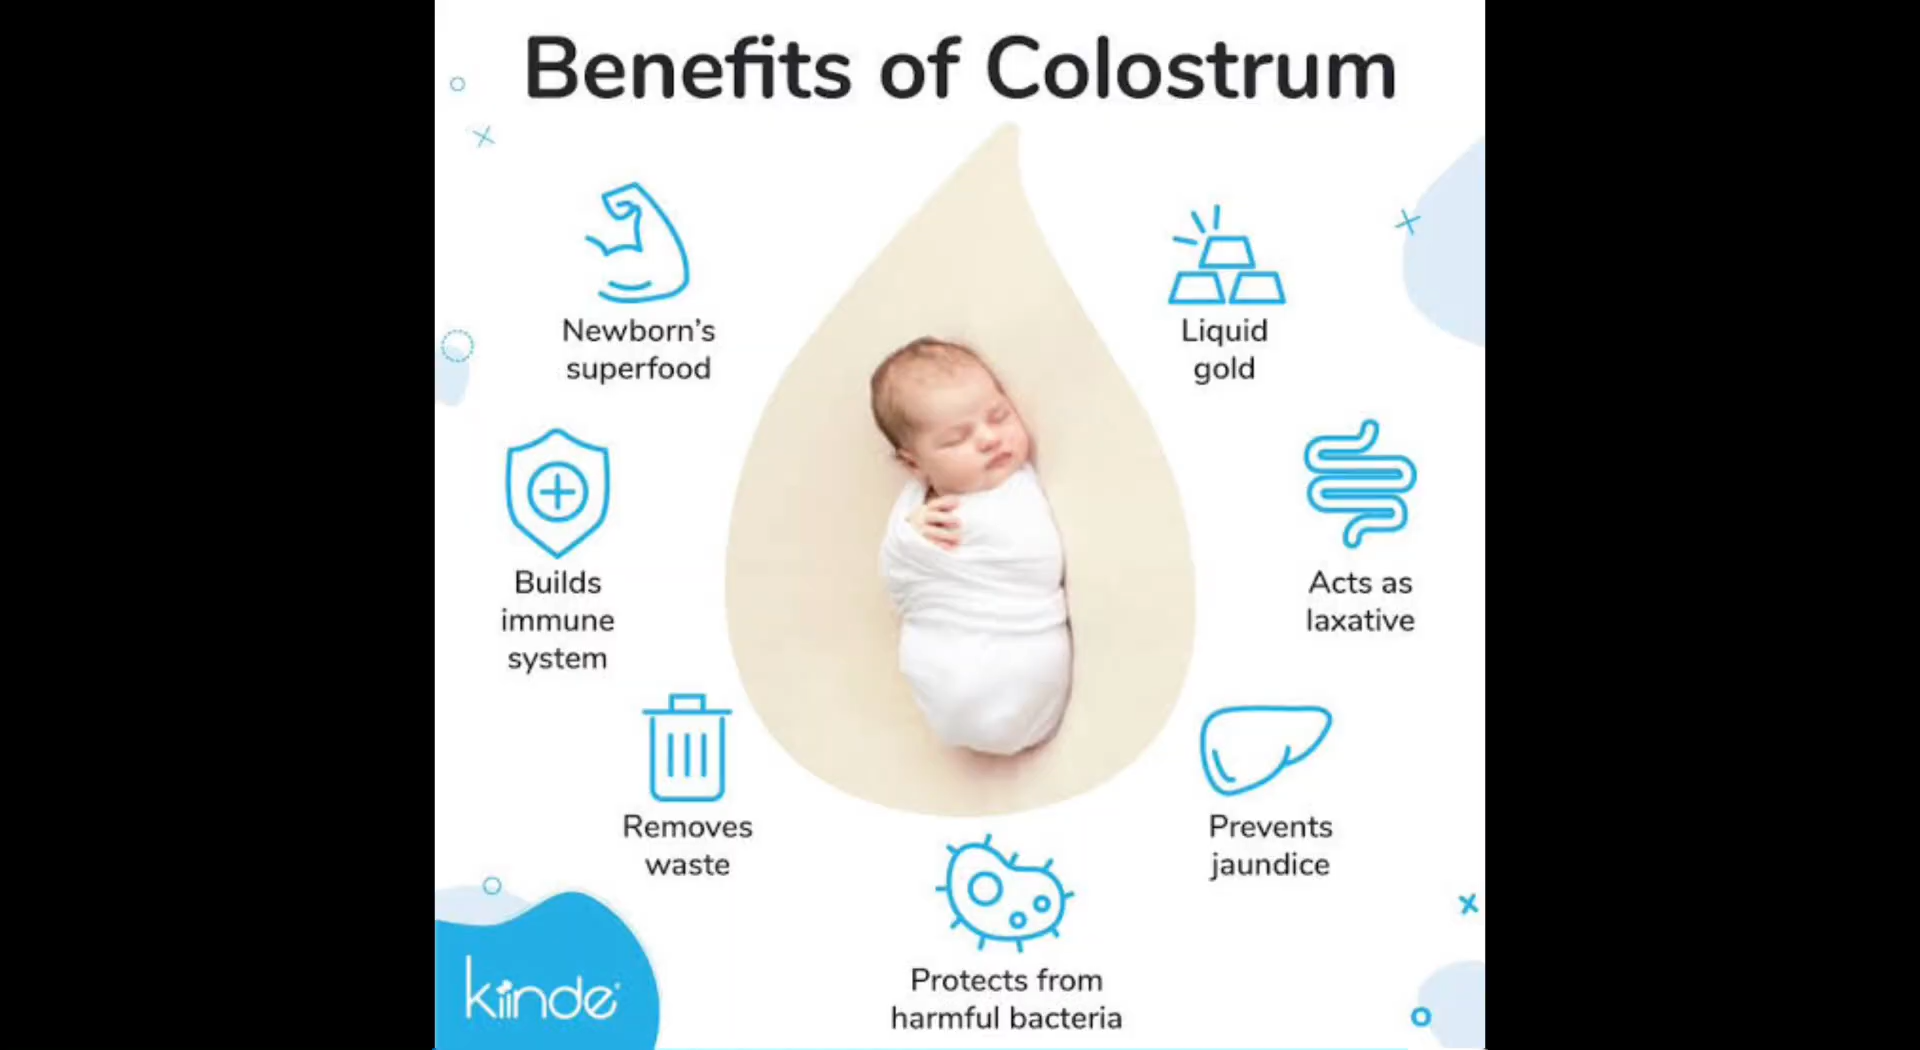 Benefits of Colostrum
Newborn's
superfood
Liquid
gold
Builds
immune
system
Acts as
laxative
Removes
waste
Prevents
jaundice
Protects from
harmful bacteria
kiinde